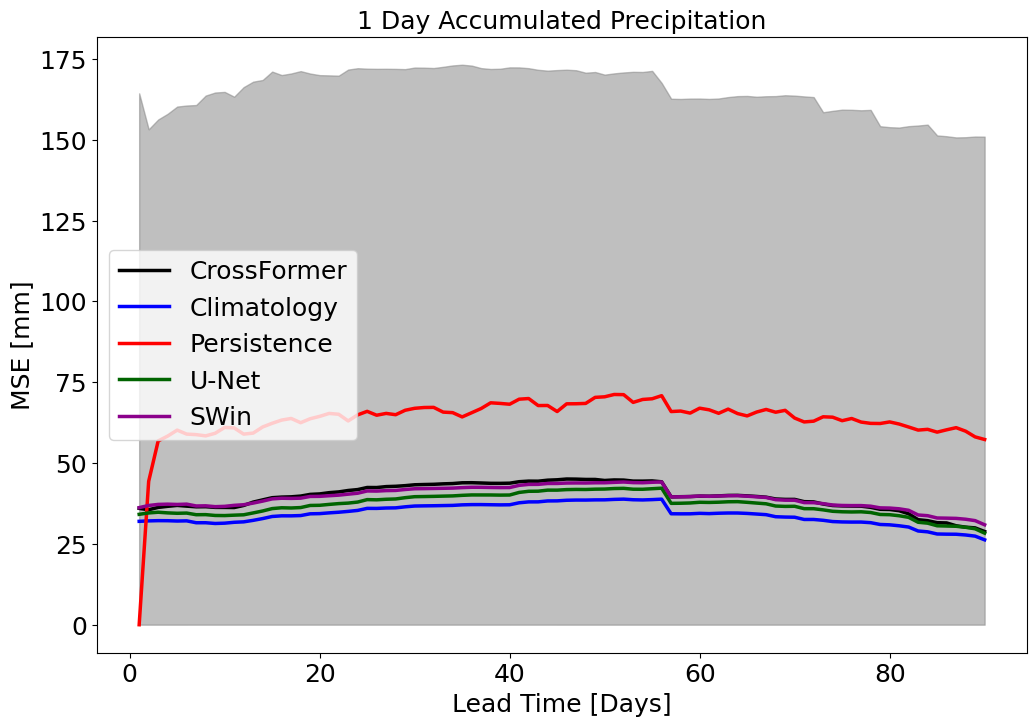 1 Day Accumulated Precipitation
175
150
125
100
75
50
25
0
MSE [mm]
CrossFormer
Climatology
Persistence
U-Net
SWin
0 20 40 60 80
Lead Time [Days]